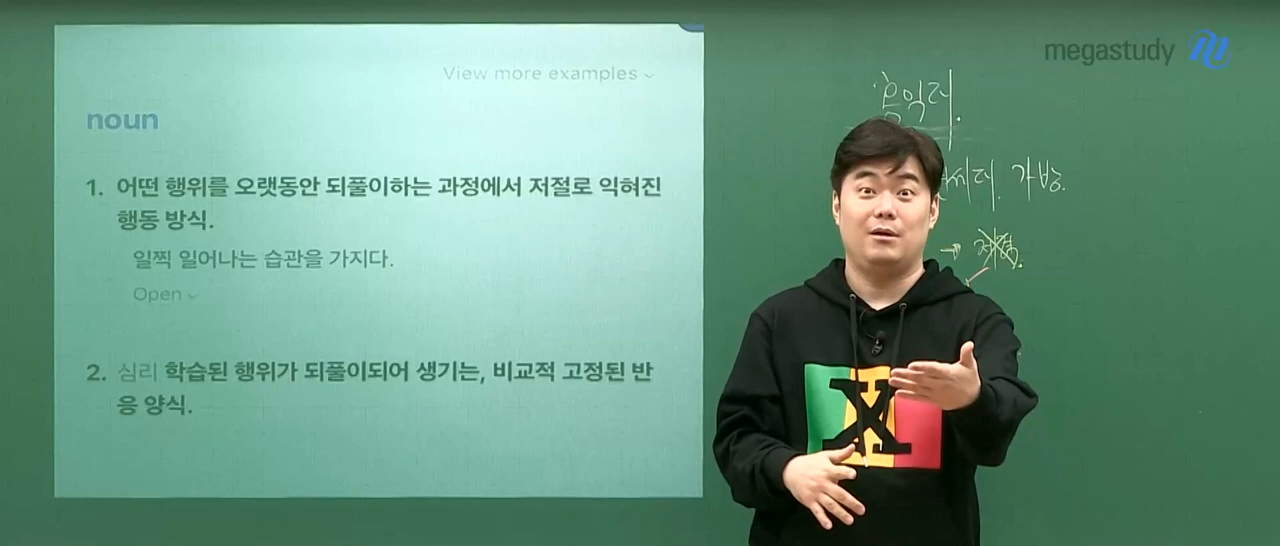 View more examples
megastudy
noun
1. 어떤 행위를 오랫동안 되풀이하는 과정에서 저절로 익혀진
행동 방식.
일찍 일어나는 습관을 가지다.
Open
2. 심리 학습된 행위가 되풀이되어 생기는, 비교적 고정된 반
응 양식.
가방.
X